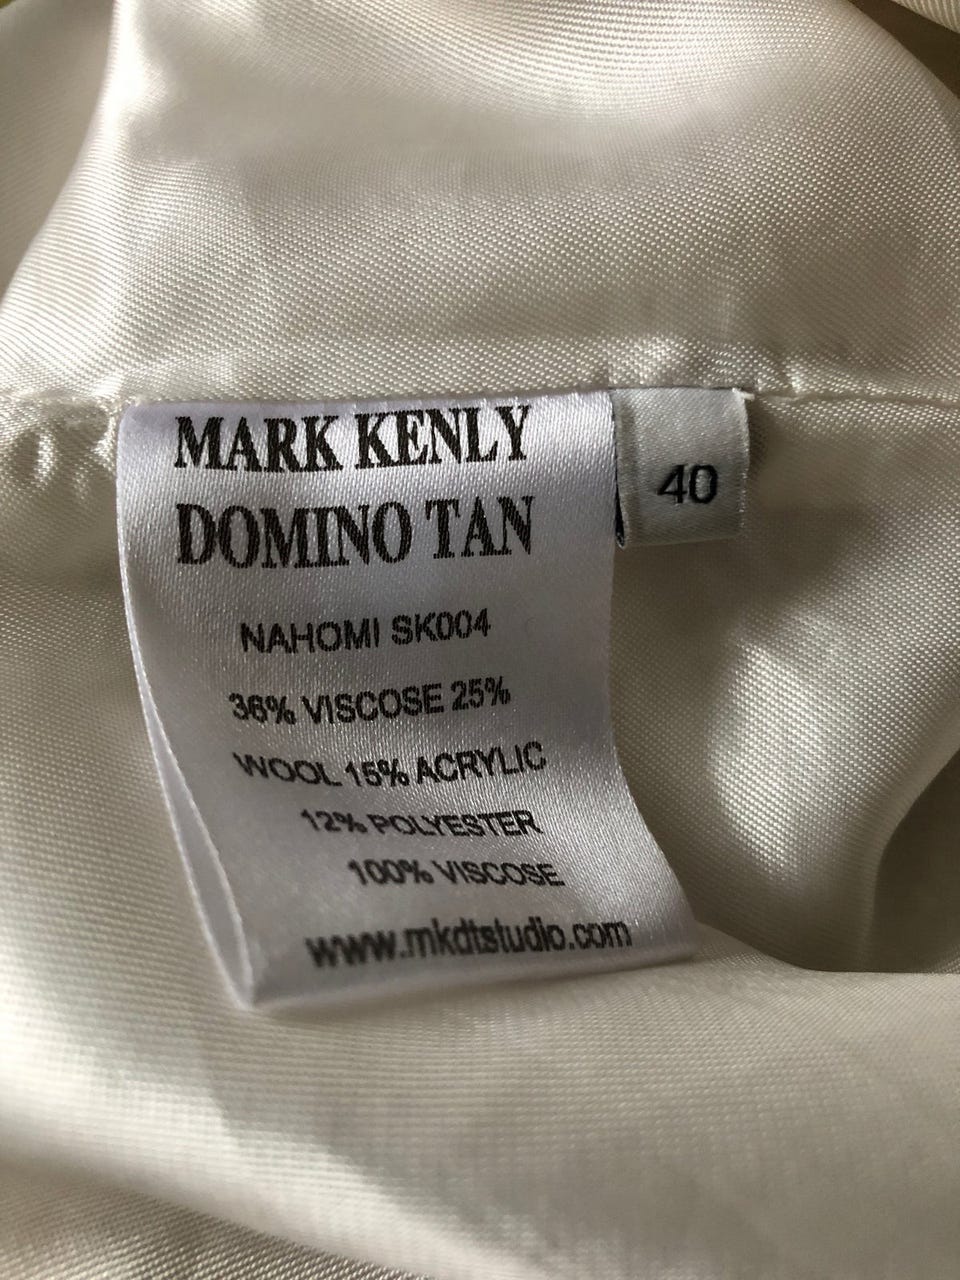 MARK KENLY
DOMINO TAN
40
NAHOMI SK004
36% VISCOSE 25%
WOOL 15% ACRYLIC
12% POLYESTER
100% VISCOSE
www.mkdtstudio.com